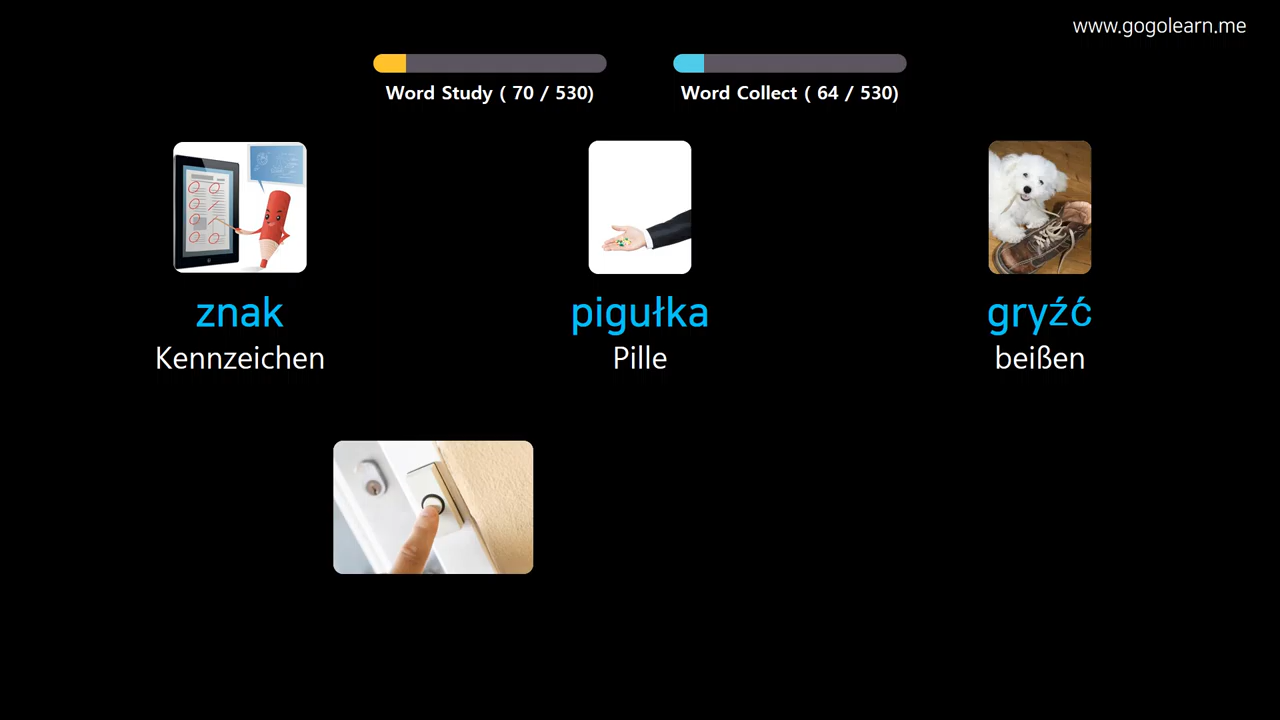 www.gogolearn.me
Word Study ( 70 / 530)
Word Collect ( 64 / 530)
znak
Kennzeichen
pigułka
Pille
gryźć
beißen